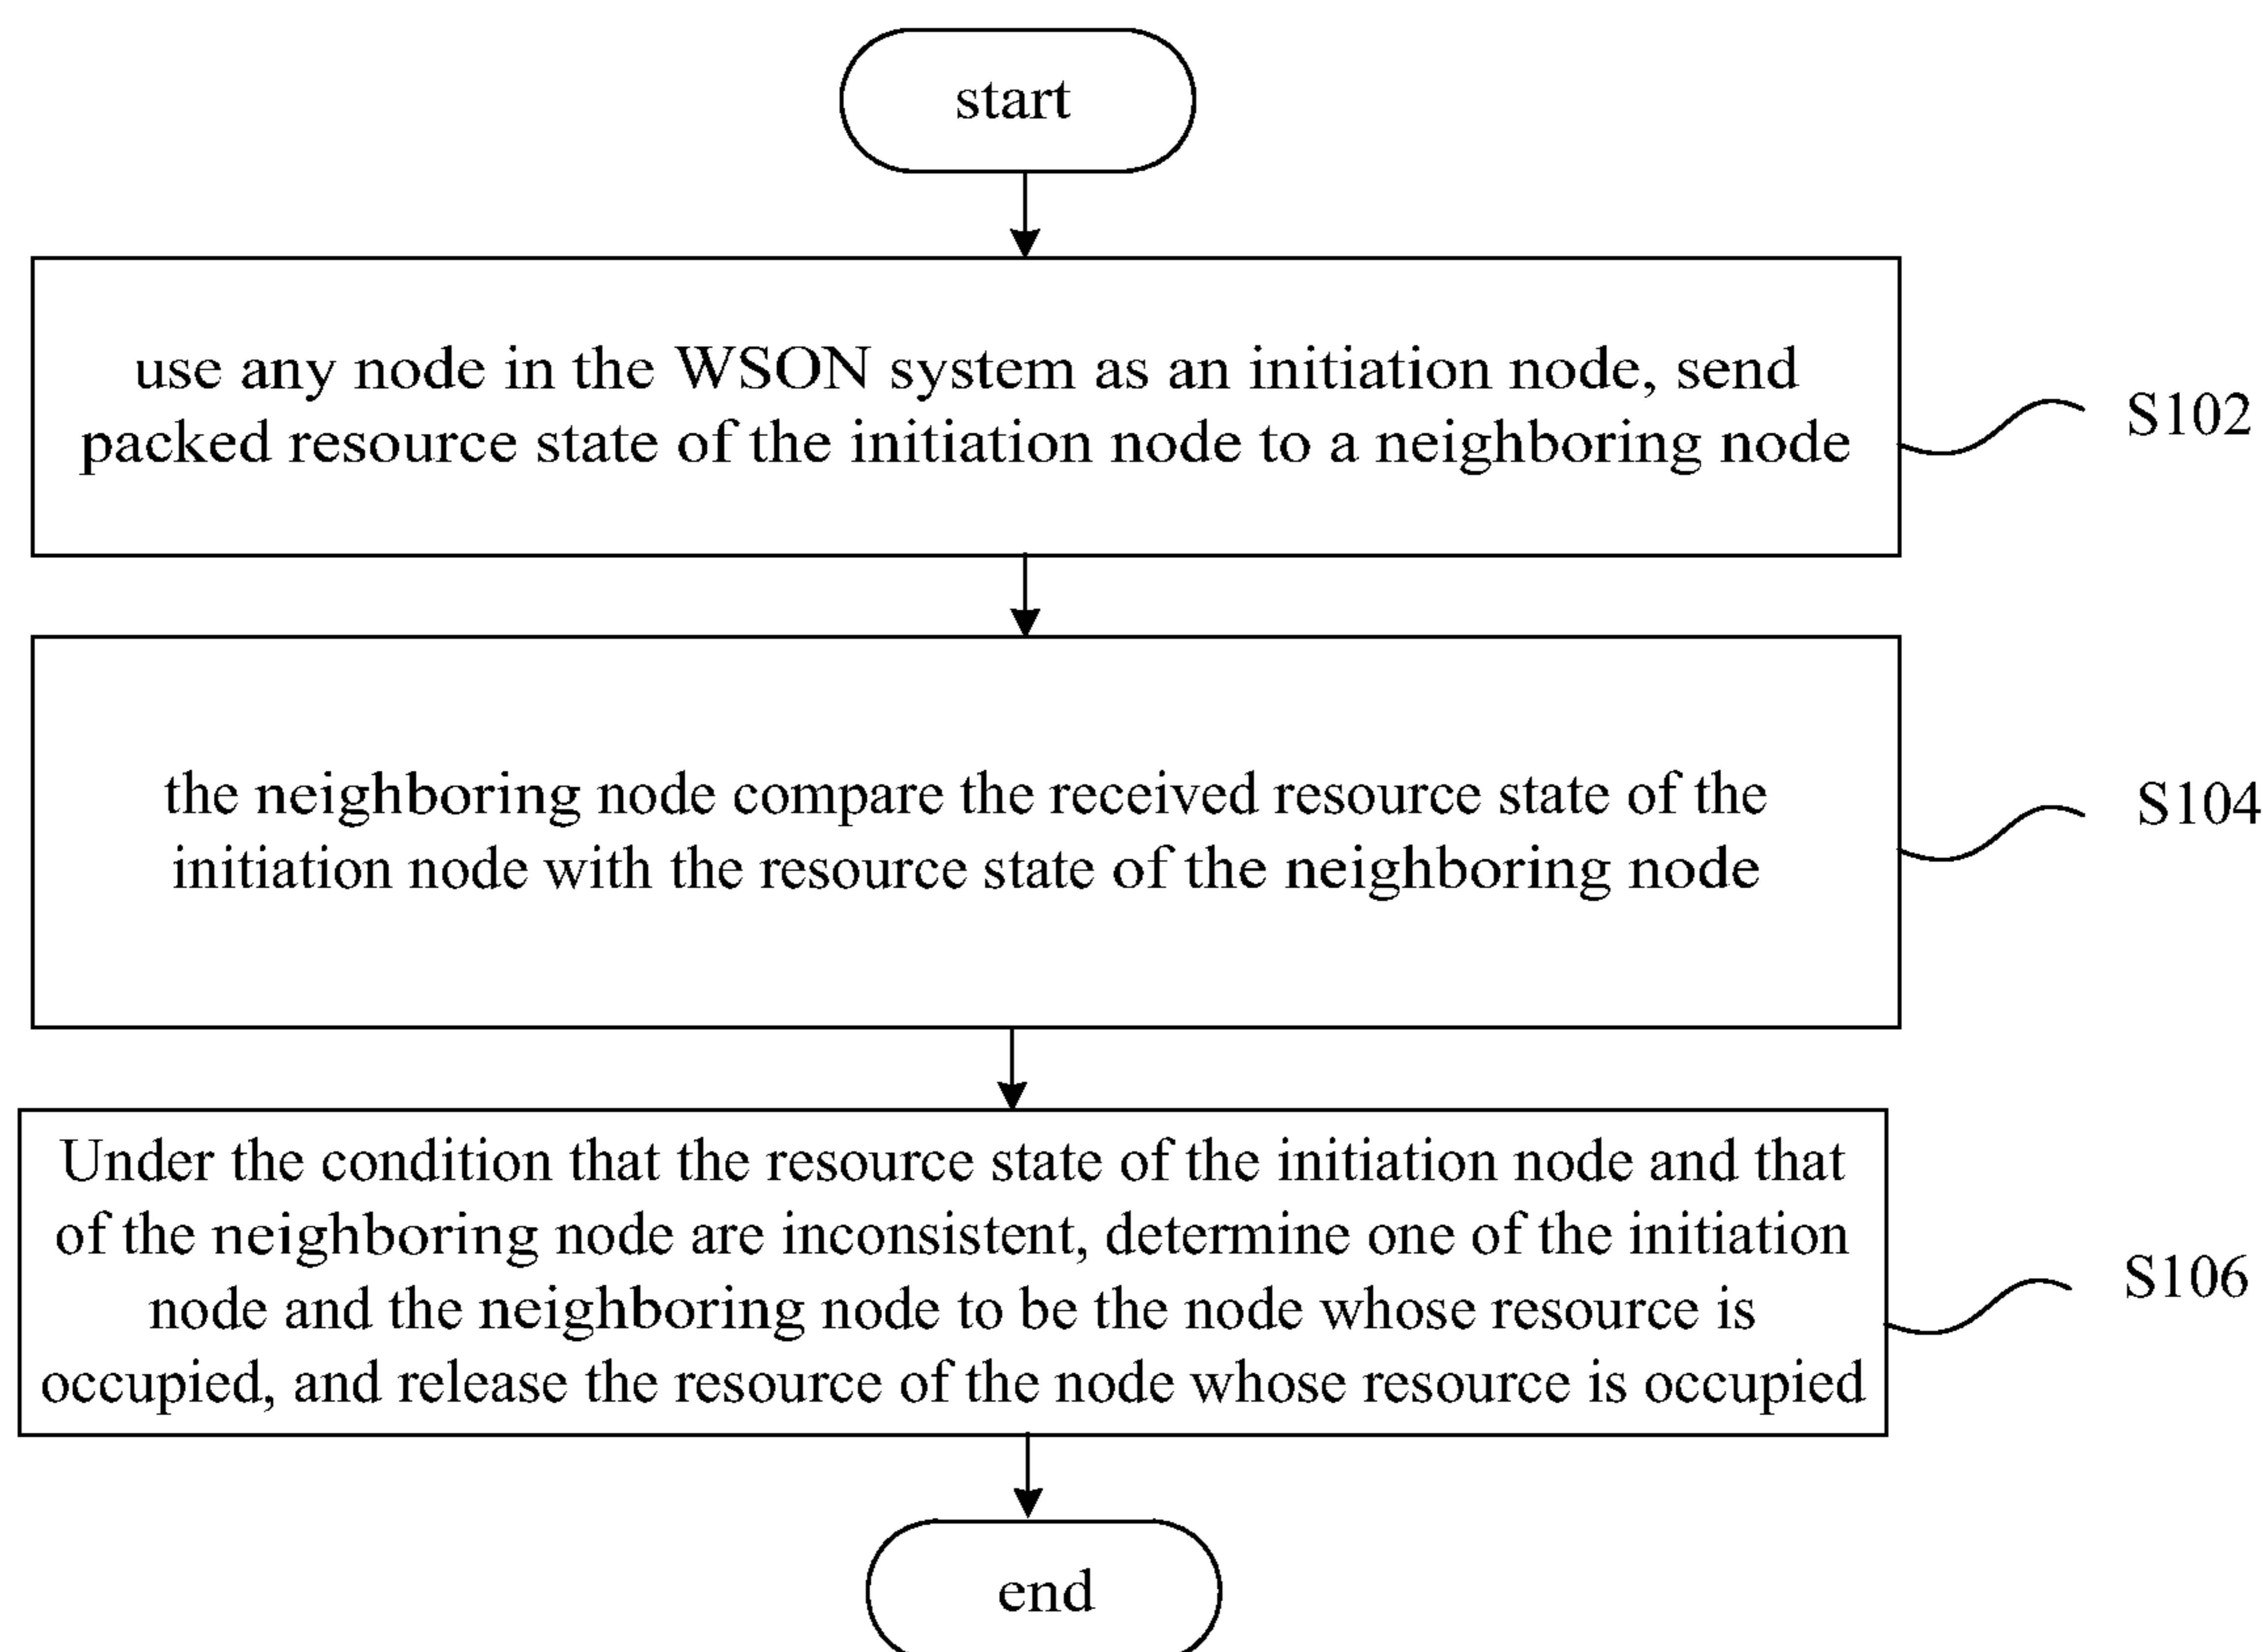 start
use any node in the WSON system as an initiation node, send
packed resource state of the initiation node to a neighboring node
S102
the neighboring node compare the received resource state of the
initiation node with the resource state of the neighboring node
S104
Under the condition that the resource state of the initiation node and that
of the neighboring node are inconsistent, determine one of the initiation
node and the neighboring node to be the node whose resource is
occupied, and release the resource of the node whose resource is occupied
S106
end